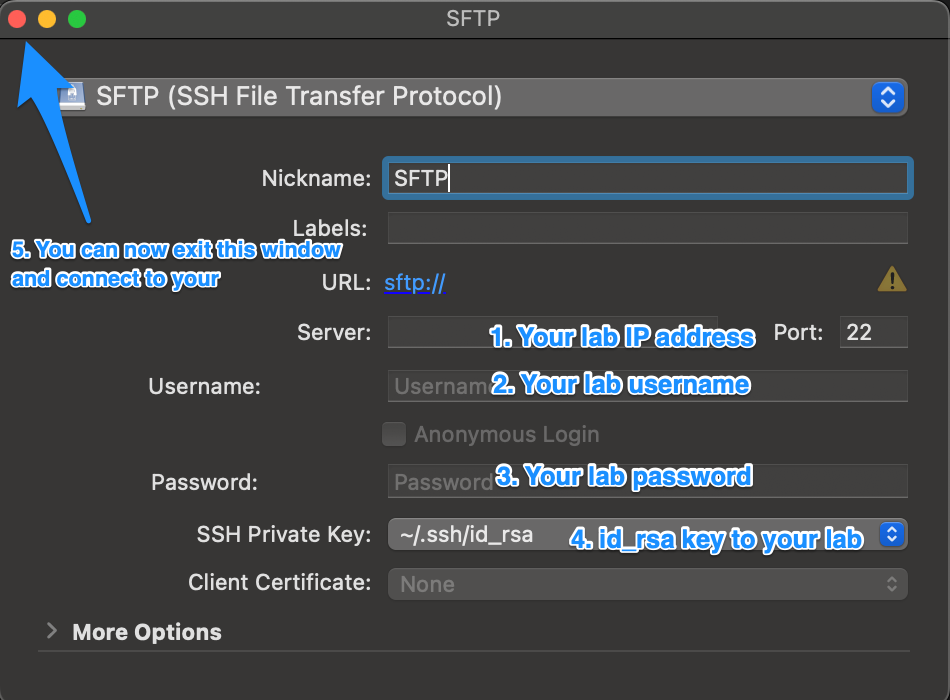 SFTP
SFTP (SSH File Transfer Protocol)
Nickname: SFTP
Labels:
5. You can now exit this window
and connect to your
URL: sftp://
Server: 1. Your lab IP address Port: 22
Username: Username 2. Your lab username
Anonymous Login
Password: Password 3. Your lab password
SSH Private Key: ~/.ssh/id_rsa 4. id_rsa key to your lab
Client Certificate: None
More Options